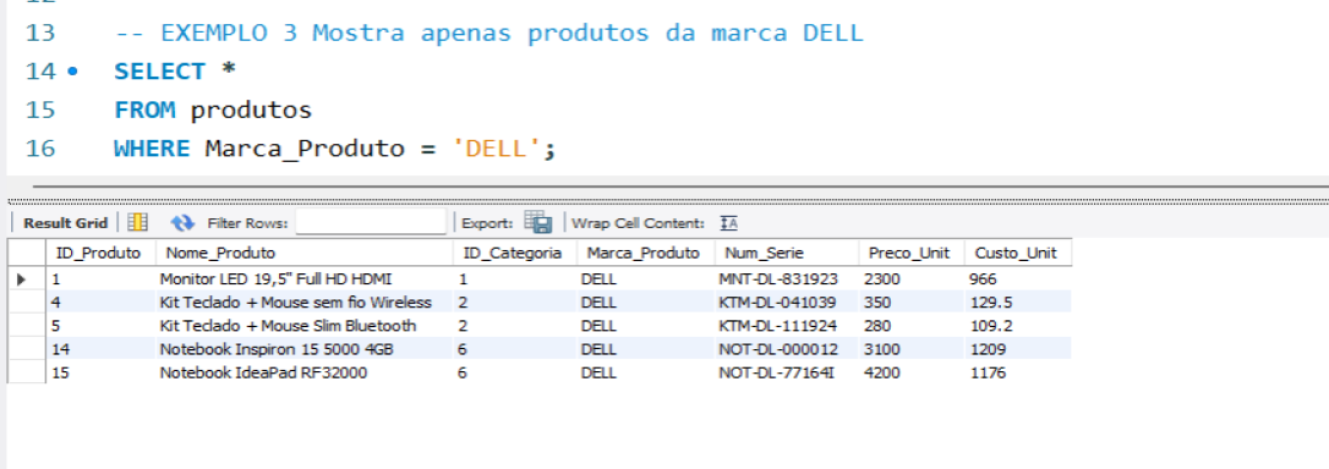 13 -- EXEMPLO 3 Mostra apenas produtos da marca DELL
14 SELECT *
15 FROM produtos
16 WHERE Marca_Produto = 'DELL';
Result Grid Filter Rows: Export: Wrap Cell Content: IA
ID_Produto Nome_Produto ID_Categoria Marca_Produto Num_Serie Preco_Unit Custo_Unit
1 Monitor LED 19,5" Full HD HDMI 1 DELL MNT-DL-831923 2300 966
4 Kit Teclado + Mouse sem fio Wireless 2 DELL KTM-DL-041039 350 129.5
5 Kit Teclado + Mouse Slim Bluetooth 2 DELL KTM-DL-111924 280 109.2
14 Notebook Inspiron 15 5000 4GB 6 DELL NOT-DL-000012 3100 1209
15 Notebook IdeaPad RF32000 6 DELL NOT-DL-77164I 4200 1176